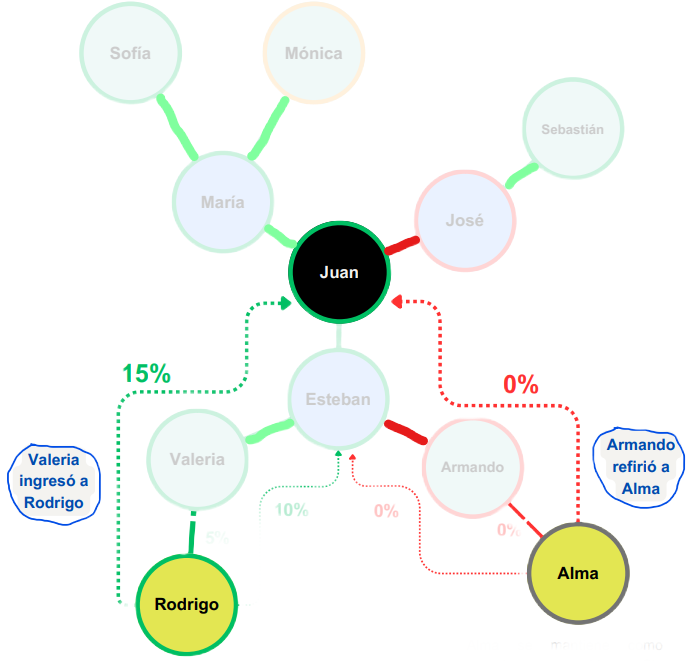 Sofía
Mónica
Sebastián
María
José
Juan
15%
0%
Esteban
Valeria
ingresó a
Rodrigo
Valeria
Armando
Armando
refirió a
Alma
10%
0%
5%
0%
Rodrigo
Alma